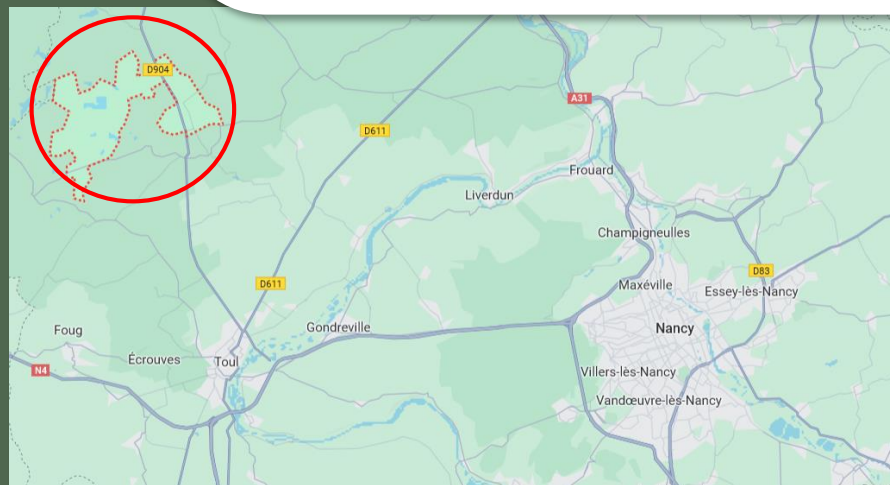 D904
A31
D611
Frouard
Liverdun
Champigneulles
D83
D611
Maxéville
Essey-lès-Nancy
Foug
Gondreville
Nancy
Écrouves
Toul
N4
Villers-lès-Nancy
Vandœuvre-lès-Nancy